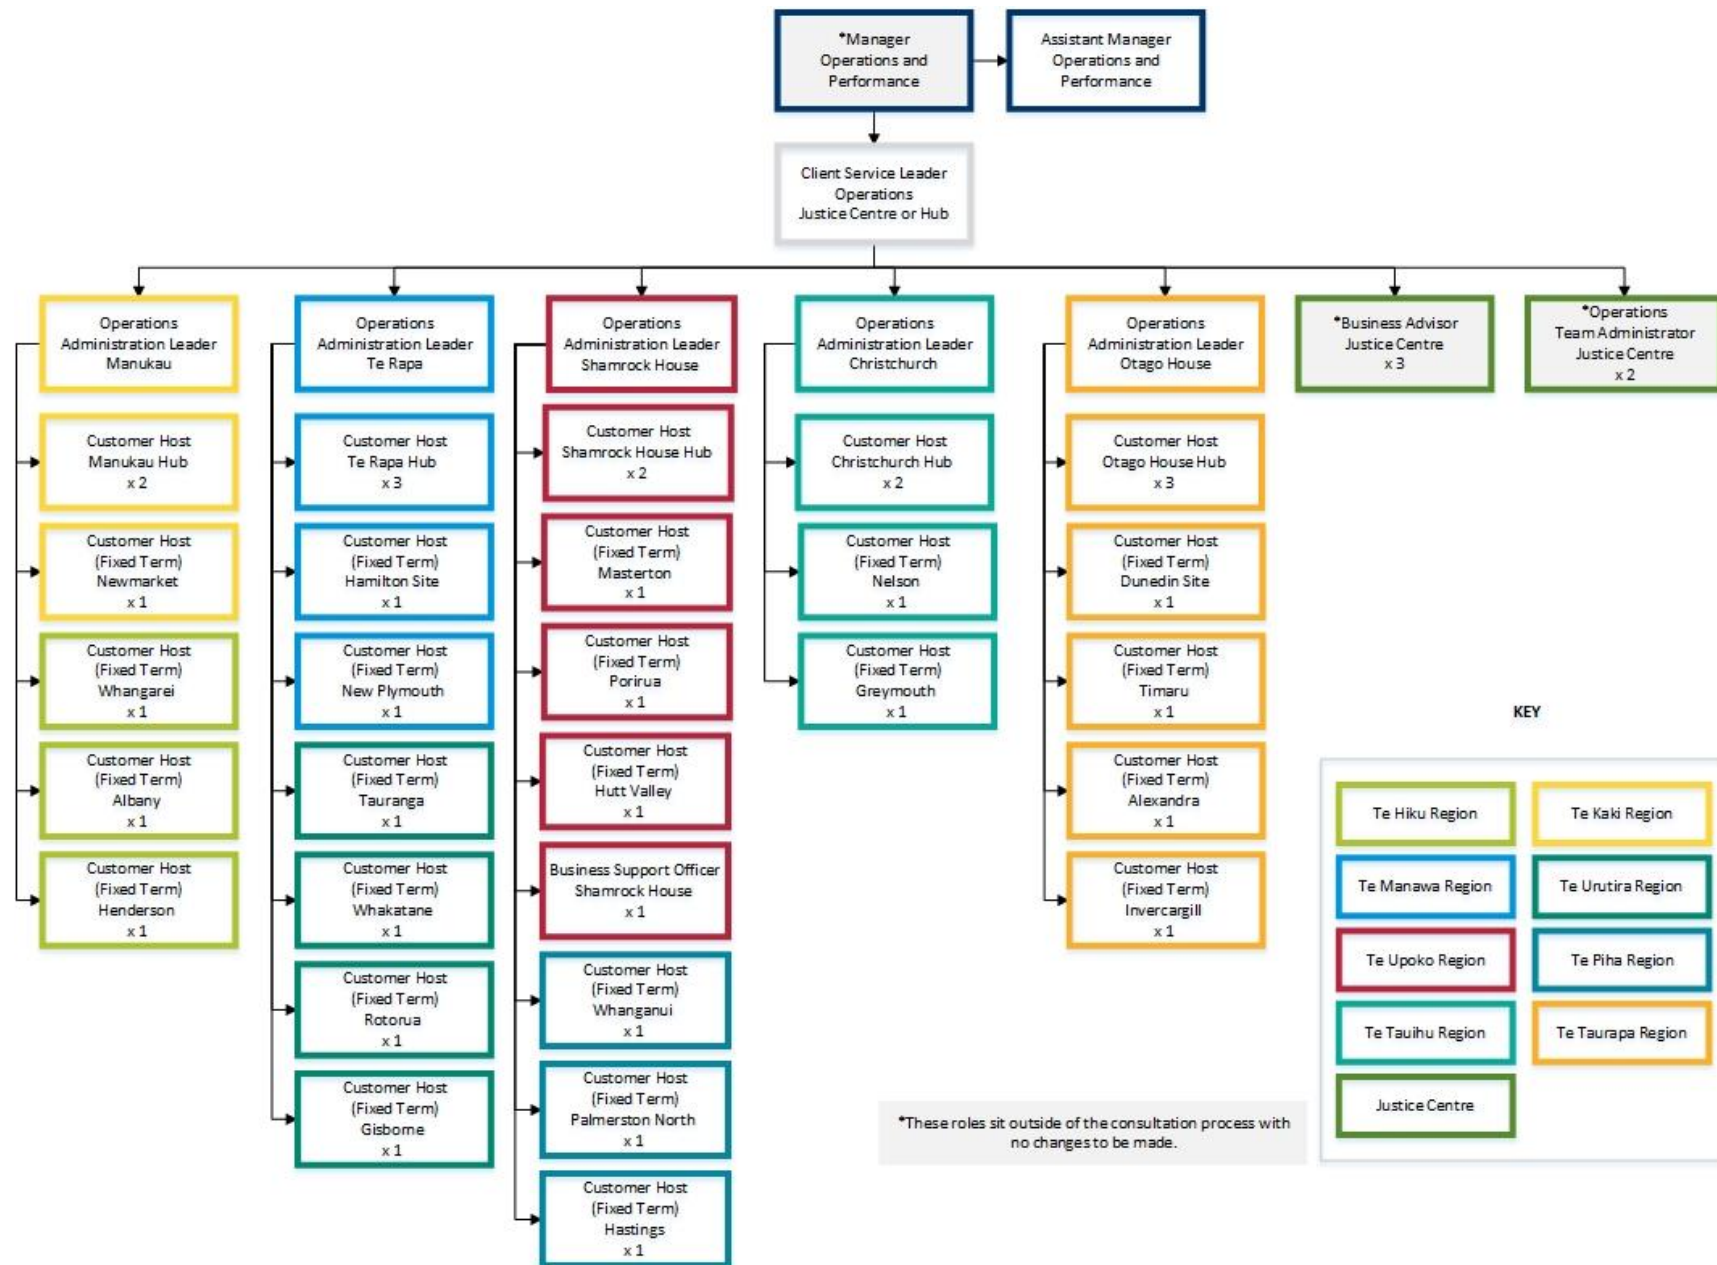 *Manager
Operations and
Performance
Assistant Manager
Operations and
Performance
Client Service Leader
Operations
Justice Centre or Hub
Operations
Administration Leader
Manukau
Customer Host
Manukau Hub
x 2
Customer Host
(Fixed Term)
Newmarket
x 1
Customer Host
(Fixed Term)
Whangarei
x 1
Customer Host
(Fixed Term)
Albany
x 1
Customer Host
(Fixed Term)
Henderson
x 1
Operations
Administration Leader
Te Rapa
Customer Host
Te Rapa Hub
x 3
Customer Host
(Fixed Term)
Hamilton Site
x 1
Customer Host
(Fixed Term)
New Plymouth
x 1
Customer Host
(Fixed Term)
Tauranga
x 1
Customer Host
(Fixed Term)
Whakatane
x 1
Customer Host
(Fixed Term)
Rotorua
x 1
Customer Host
(Fixed Term)
Gisborne
x 1
Operations
Administration Leader
Shamrock House
Customer Host
Shamrock House Hub
x 2
Customer Host
(Fixed Term)
Masterton
x 1
Customer Host
(Fixed Term)
Porirua
x 1
Customer Host
(Fixed Term)
Hutt Valley
x 1
Business Support Officer
Shamrock House
x 1
Customer Host
(Fixed Term)
Whanganui
x 1
Customer Host
(Fixed Term)
Palmerston North
x 1
Customer Host
(Fixed Term)
Hastings
x 1
Operations
Administration Leader
Christchurch
Customer Host
Christchurch Hub
x 2
Customer Host
(Fixed Term)
Nelson
x 1
Customer Host
(Fixed Term)
Greymouth
x 1
Operations
Administration Leader
Otago House
Customer Host
Otago House Hub
x 3
Customer Host
(Fixed Term)
Dunedin Site
x 1
Customer Host
(Fixed Term)
Timaru
x 1
Customer Host
(Fixed Term)
Alexandra
x 1
Customer Host
(Fixed Term)
Invercargill
x 1
*Business Advisor
Justice Centre
x 3
*Operations
Team Administrator
Justice Centre
x 2
KEY
Te Hiku Region
Te Kaki Region
Te Manawa Region
Te Urutira Region
Te Upoko Region
Te Piha Region
Te Tauihu Region
Te Taurapa Region
Justice Centre
*These roles sit outside of the consultation process with
no changes to be made.